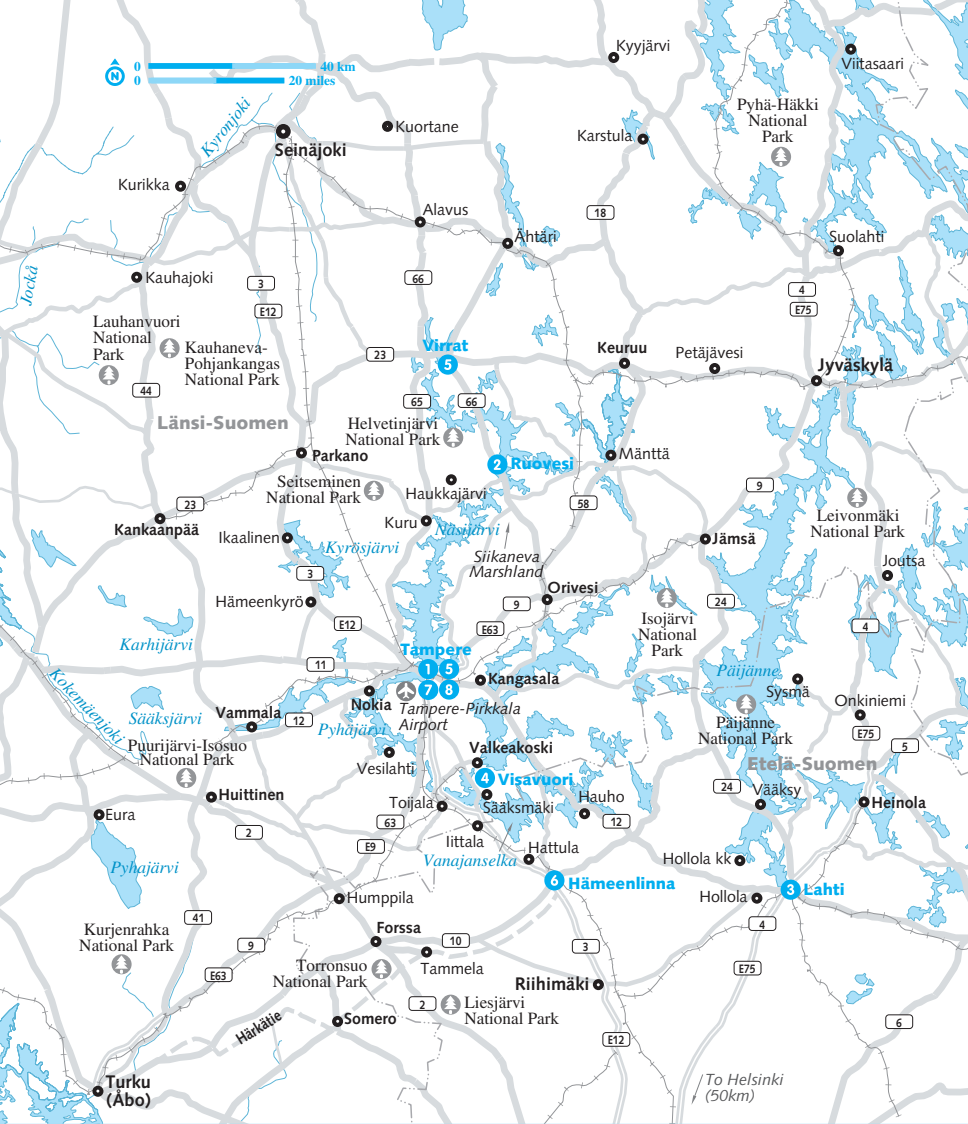 Kyyjärvi
Viitasaari
0
40 km
N
0
20 miles
Kyronjoki
Kuortane
Seinäjoki
Karstula
Pyhä-Häkki
National
Park
Kurikka
Alavus
18
Ähtäri
Suolahti
Jockå
Kauhajoki
3
E12
66
4
E75
Lauhanvuori
National
Park
Kauhaneva-
Pohjankangas
National Park
Virrat
5
23
Keuruu
Petäjävesi
Jyväskylä
44
65
66
Länsi-Suomen
Helvetinjärvi
National Park
Parkano
2
Ruovesi
Mänttä
Seitseminen
National Park
Haukkajärvi
9
23
58
Leivonmäki
National Park
Kankaanpää
Kuru
Näsijärvi
Ikaalinen
Kyrösjärvi
Jämsä
Siikaneva
Marshland
Joutsa
3
Orivesi
Hämeenkyrö
9
24
Isojärvi
National
Park
E12
E63
4
Karhijärvi
Tampere
1
5
7
8
11
Kangasala
Päijänne
Sysmä
Kokemäenjoki
Nokia
Tampere-Pirkkala
Airport
Onkiniemi
Sääksjärvi
Vammala
12
Pyhäjärvi
Päijänne
National Park
E75
5
Puurijärvi-Isosuo
National Park
Valkeakoski
Vesilahti
4
Visavuori
Etelä-Suomen
24
Vääksy
Huittinen
Toijala
Sääksmäki
Hauho
Heinola
Eura
63
12
2
Iittala
E9
Hattula
Vanajanselka
Hollola kk
Pyhajärvi
6
Hämeenlinna
3
Lahti
Humppila
Hollola
41
4
Kurjenrahka
National Park
Forssa
9
10
3
Tammela
E75
E63
Torronsuo
National Park
Riihimäki
2
Liesjärvi
National Park
Härkätie
Somero
6
E12
Turku
(Åbo)
To Helsinki
(50km)